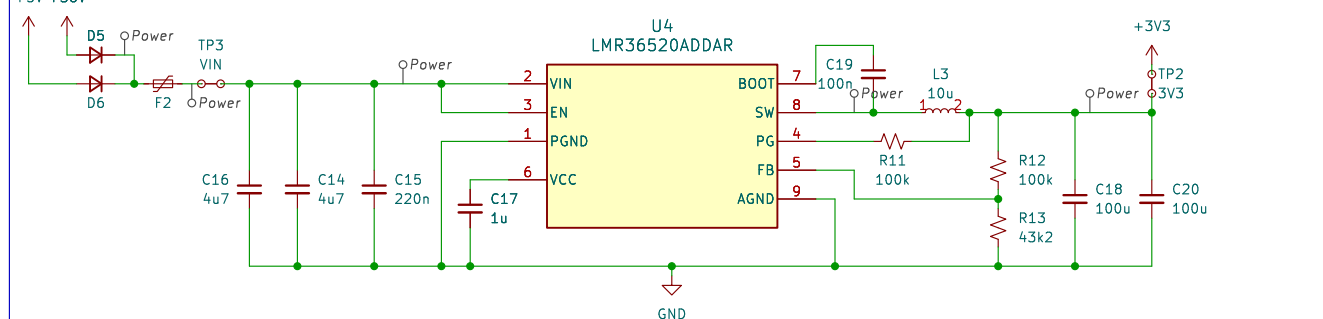 U4
LMR36520ADDAR
D5
Power
TP3
VIN
D6
F2
Power
Power
2
VIN
3
EN
1
PGND
6
VCC
BOOT
7
SW
8
PG
4
FB
5
AGND
9
C16
4u7
C14
4u7
C15
220n
C17
1u
C19
100n
Power
L3
10u
1
2
R11
100k
R12
100k
R13
43k2
Power
+3V3
TP2
3V3
C18
100u
C20
100u
GND